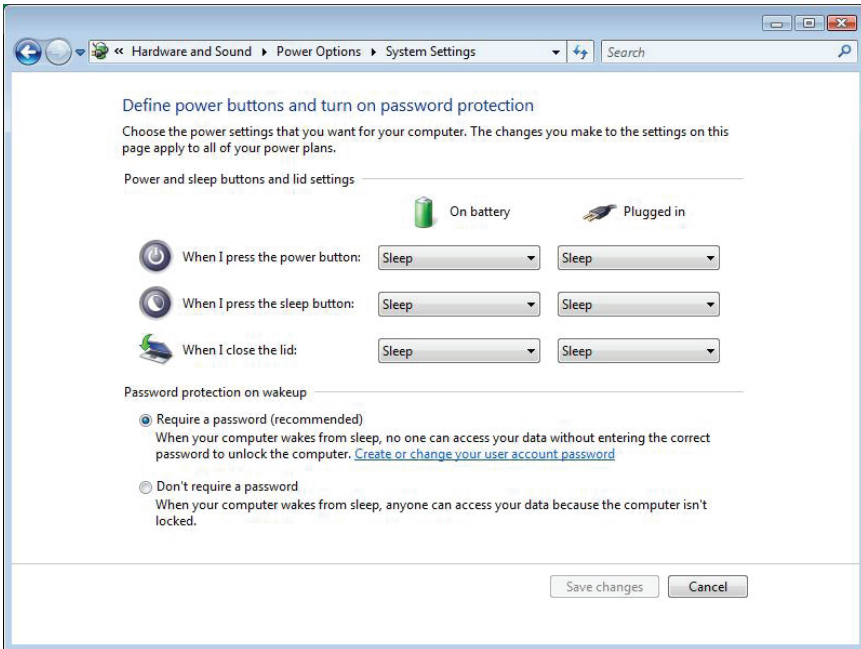 « Hardware and Sound Power Options System Settings Search
Define power buttons and turn on password protection
Choose the power settings that you want for your computer. The changes you make to the settings on this
page apply to all of your power plans.
Power and sleep buttons and lid settings
On battery Plugged in
When I press the power button: Sleep Sleep
When I press the sleep button: Sleep Sleep
When I close the lid: Sleep Sleep
Password protection on wakeup
Require a password (recommended)
When your computer wakes from sleep, no one can access your data without entering the correct
password to unlock the computer. Create or change your user account password
Don't require a password
When your computer wakes from sleep, anyone can access your data because the computer isn't
locked.
Save changes Cancel